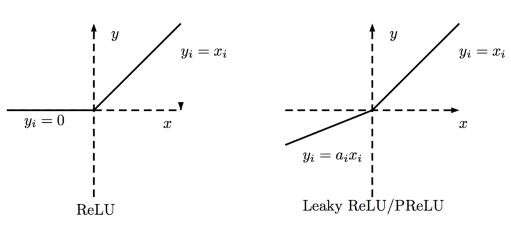 y
y_i = x_i
y_i = 0
x
ReLU
y
y_i = x_i
x
y_i = a_i x_i
Leaky ReLU/PReLU